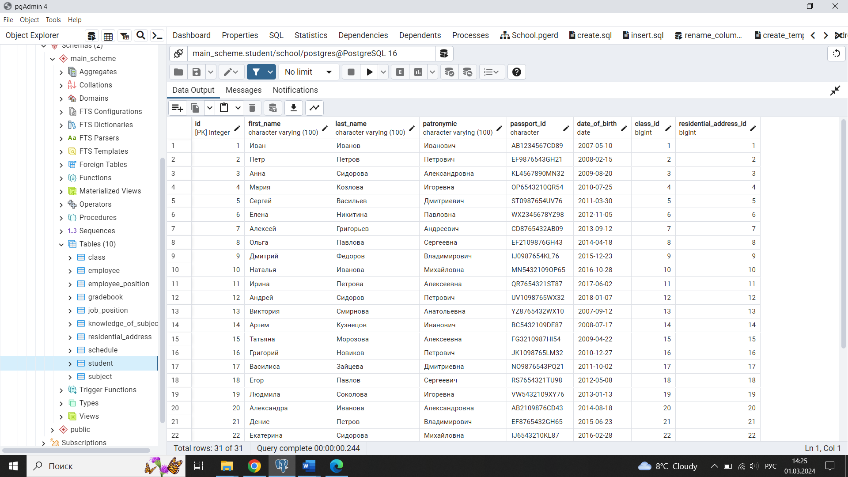 pgAdmin 4
File Object Tools Help
Object Explorer
Dashboard Properties SQL Statistics Dependencies Dependents Processes School.pgerd create.sql insert.sql rename_colum... create_temp
Schemas (2)
main_scheme
Aggregates
Collations
Domains
FTS Configurations
FTS Dictionaries
FTS Parsers
FTS Templates
Foreign Tables
Functions
Materialized Views
Operators
Procedures
1..3 Sequences
Tables (10)
class
employee
employee_position
gradebook
job_position
knowledge_of_subjec
residential_address
schedule
student
subject
Trigger Functions
Types
Views
public
Subscriptions
main_scheme.student/school/postgres@PostgreSQL 16
No limit
Data Output Messages Notifications
id first_name last_name patronymic passport_id date_of_birth class_id residential_address_id
[PK] integer character varying (100) character varying (100) character varying (100) character date bigint bigint
1 1 Иван Иванов Иванович AB1234567CD89 2007-05-10 1 1
2 2 Петр Петров Петрович EF9876543GH21 2008-02-15 2 2
3 3 Анна Сидорова Александровна KL4567890MN32 2009-08-20 3 3
4 4 Мария Козлова Игоревна OP6543210QR54 2010-07-25 4 4
5 5 Сергей Васильев Дмитриевич ST0987654UV76 2011-03-30 5 5
6 6 Елена Никитина Павловна WX2345678YZ98 2012-11-05 6 6
7 7 Алексей Григорьев Андреевич CD8765432AB09 2013-09-12 7 7
8 8 Ольга Павлова Сергеевна EF2109876GH43 2014-04-18 8 8
9 9 Дмитрий Федоров Владимирович IJ0987654KL76 2015-12-23 9 9
10 10 Наталья Иванова Михайловна MN5432109OP65 2016-10-28 10 10
11 11 Ирина Петрова Алексеевна QR7654321ST87 2017-06-02 11 11
12 12 Андрей Сидоров Петрович UV1098765WX32 2018-01-07 12 12
13 13 Виктория Смирнова Анатольевна YZ8765432WX10 2007-09-12 13 13
14 14 Артем Кузнецов Иванович BC5432109DE87 2008-07-17 14 14
15 15 Татьяна Морозова Алексеевна FG3210987HI54 2009-04-22 15 15
16 16 Григорий Новиков Петрович JK1098765LM32 2010-12-27 16 16
17 17 Василиса Зайцева Дмитриевна NO9876543PQ21 2011-10-02 17 17
18 18 Егор Павлов Сергеевич RS7654321TU90 2012-05-08 18 18
19 19 Людмила Соколова Игоревна VW5432109XY76 2013-01-13 19 19
20 20 Александра Иванова Александровна AB2109876CD43 2014-08-10 20 20
21 21 Денис Петров Владимирович EF8765432GH65 2015-06-23 21 21
22 22 Екатерина Сидорова Михайловна IJ6543210KL87 2016-02-28 22 22
Total rows: 31 of 31 Query complete 00:00:00.244 Ln 1, Col 1
Поиск
8°C Cloudy
РУС
14:25
01.03.2024